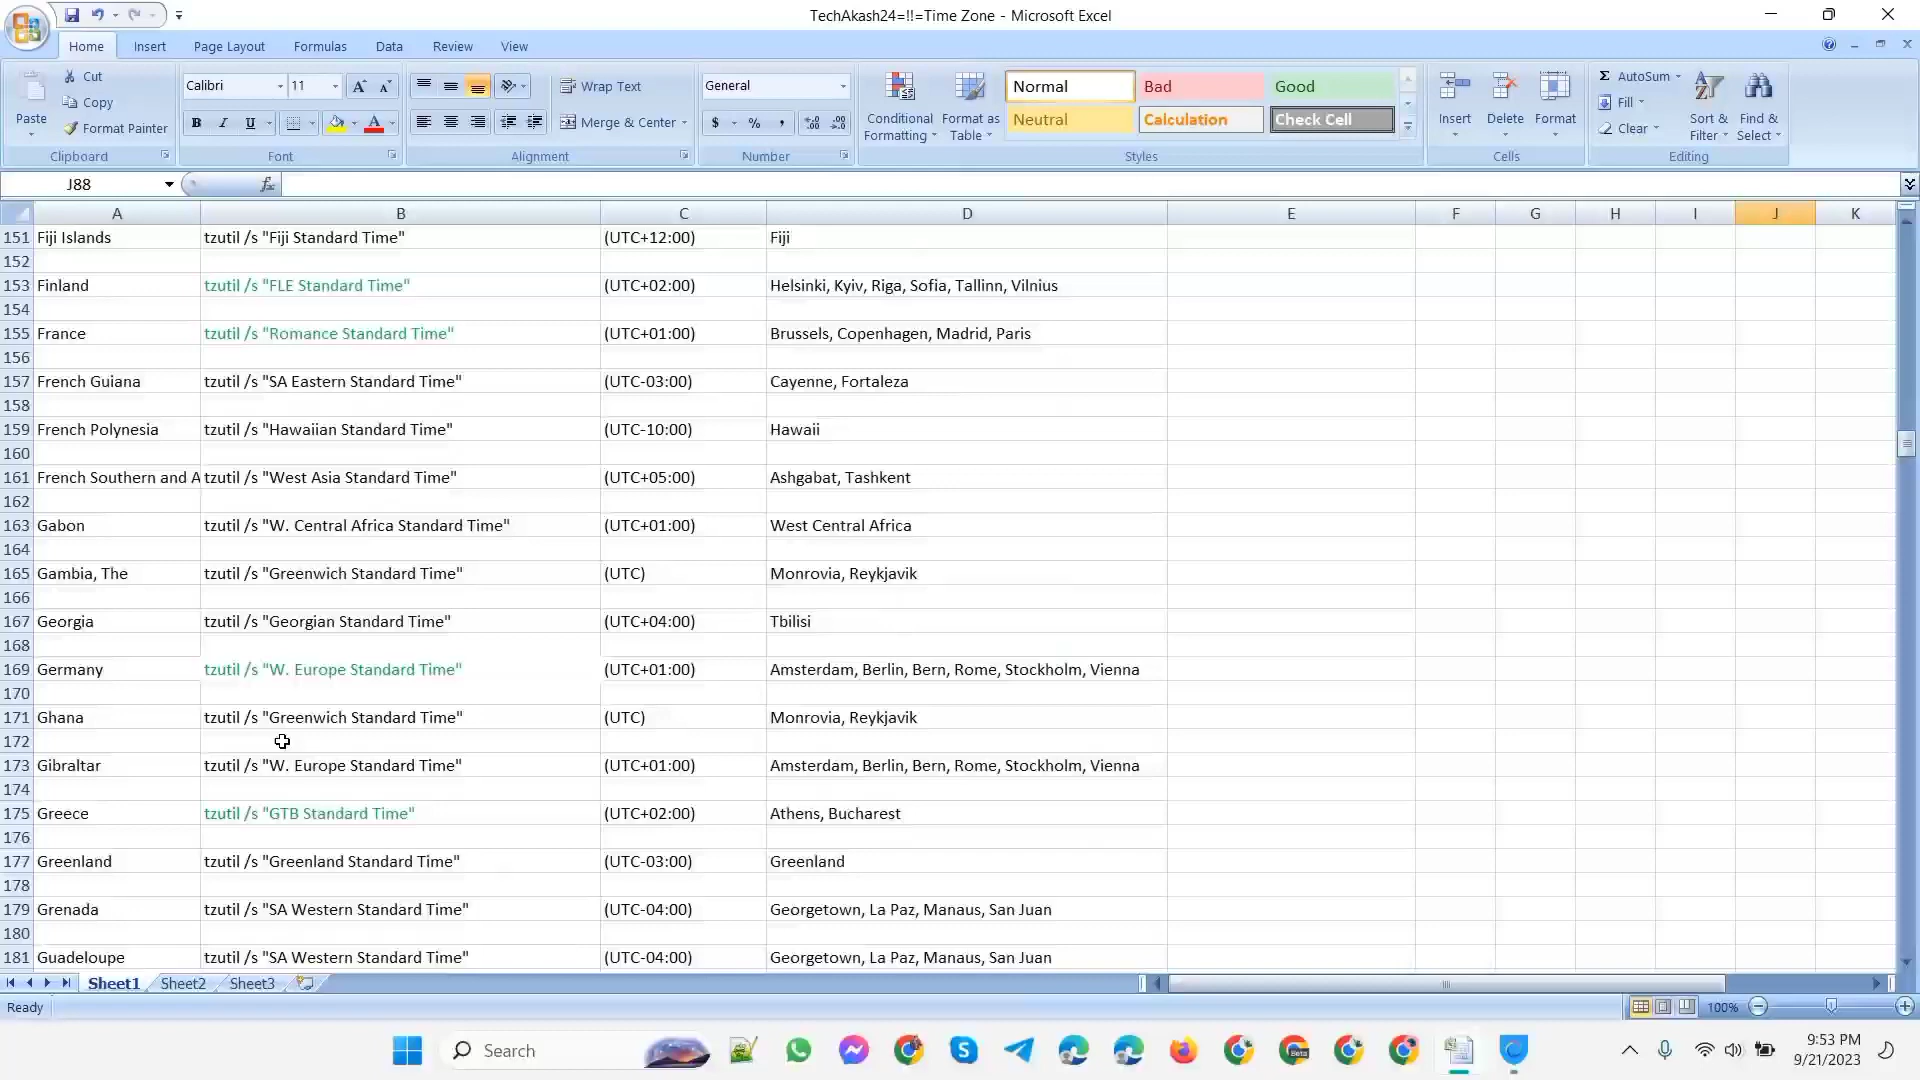 TechAkash24=!!=Time Zone - Microsoft Excel
Home Insert Page Layout Formulas Data Review View
Paste
Cut
Copy
Format Painter
Clipboard
Calibri 11
B I U
Font
Wrap Text
Merge & Center
Alignment
General
$ % ,
Number
Conditional Formatting
Format as Table
Normal Bad Good
Neutral Calculation Check Cell
Styles
Insert Delete Format
Cells
AutoSum
Fill
Clear
Sort & Filter
Find & Select
Editing
J88 fx
A B C D E F G H I J K
151 Fiji Islands tzutil /s "Fiji Standard Time" (UTC+12:00) Fiji
152
153 Finland tzutil /s "FLE Standard Time" (UTC+02:00) Helsinki, Kyiv, Riga, Sofia, Tallinn, Vilnius
154
155 France tzutil /s "Romance Standard Time" (UTC+01:00) Brussels, Copenhagen, Madrid, Paris
156
157 French Guiana tzutil /s "SA Eastern Standard Time" (UTC-03:00) Cayenne, Fortaleza
158
159 French Polynesia tzutil /s "Hawaiian Standard Time" (UTC-10:00) Hawaii
160
161 French Southern and A tzutil /s "West Asia Standard Time" (UTC+05:00) Ashgabat, Tashkent
162
163 Gabon tzutil /s "W. Central Africa Standard Time" (UTC+01:00) West Central Africa
164
165 Gambia, The tzutil /s "Greenwich Standard Time" (UTC) Monrovia, Reykjavik
166
167 Georgia tzutil /s "Georgian Standard Time" (UTC+04:00) Tbilisi
168
169 Germany tzutil /s "W. Europe Standard Time" (UTC+01:00) Amsterdam, Berlin, Bern, Rome, Stockholm, Vienna
170
171 Ghana tzutil /s "Greenwich Standard Time" (UTC) Monrovia, Reykjavik
172
173 Gibraltar tzutil /s "W. Europe Standard Time" (UTC+01:00) Amsterdam, Berlin, Bern, Rome, Stockholm, Vienna
174
175 Greece tzutil /s "GTB Standard Time" (UTC+02:00) Athens, Bucharest
176
177 Greenland tzutil /s "Greenland Standard Time" (UTC-03:00) Greenland
178
179 Grenada tzutil /s "SA Western Standard Time" (UTC-04:00) Georgetown, La Paz, Manaus, San Juan
180
181 Guadeloupe tzutil /s "SA Western Standard Time" (UTC-04:00) Georgetown, La Paz, Manaus, San Juan
Sheet1 Sheet2 Sheet3
Ready 100%
Search
9:53 PM
9/21/2023